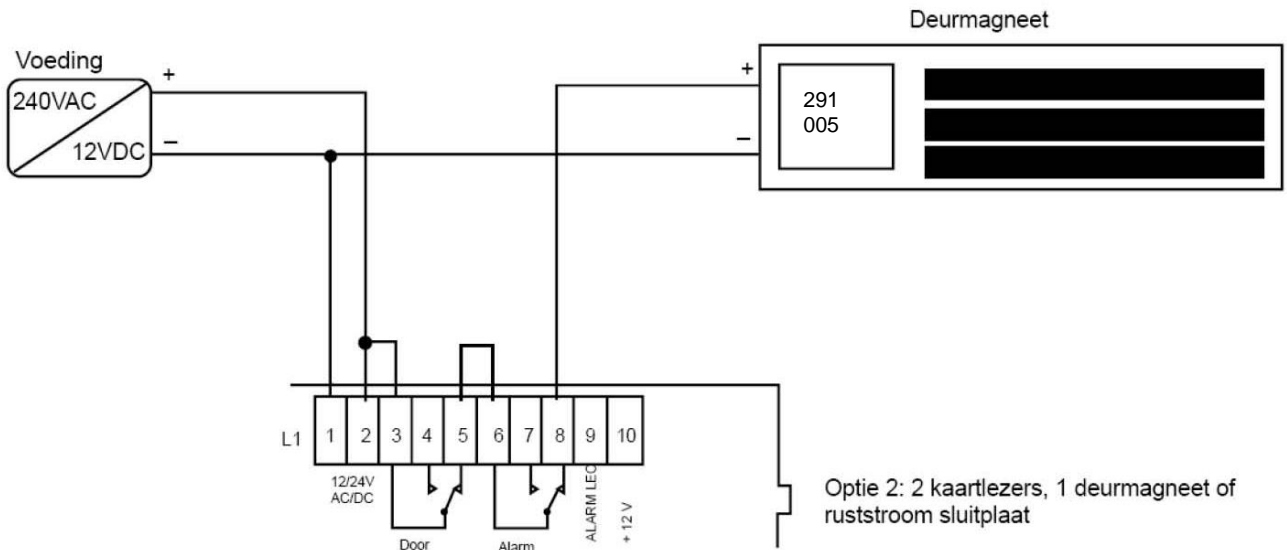 Deurmagneet
Voeding
+
240VAC
12VDC
–
+
–
291
005
L1
1 2 3 4 5 6 7 8 9 10
12/24V
AC/DC
ALARM LED
+ 12 V
Door
Alarm
Optie 2: 2 kaartlezers, 1 deurmagneet of
ruststroom sluitplaat